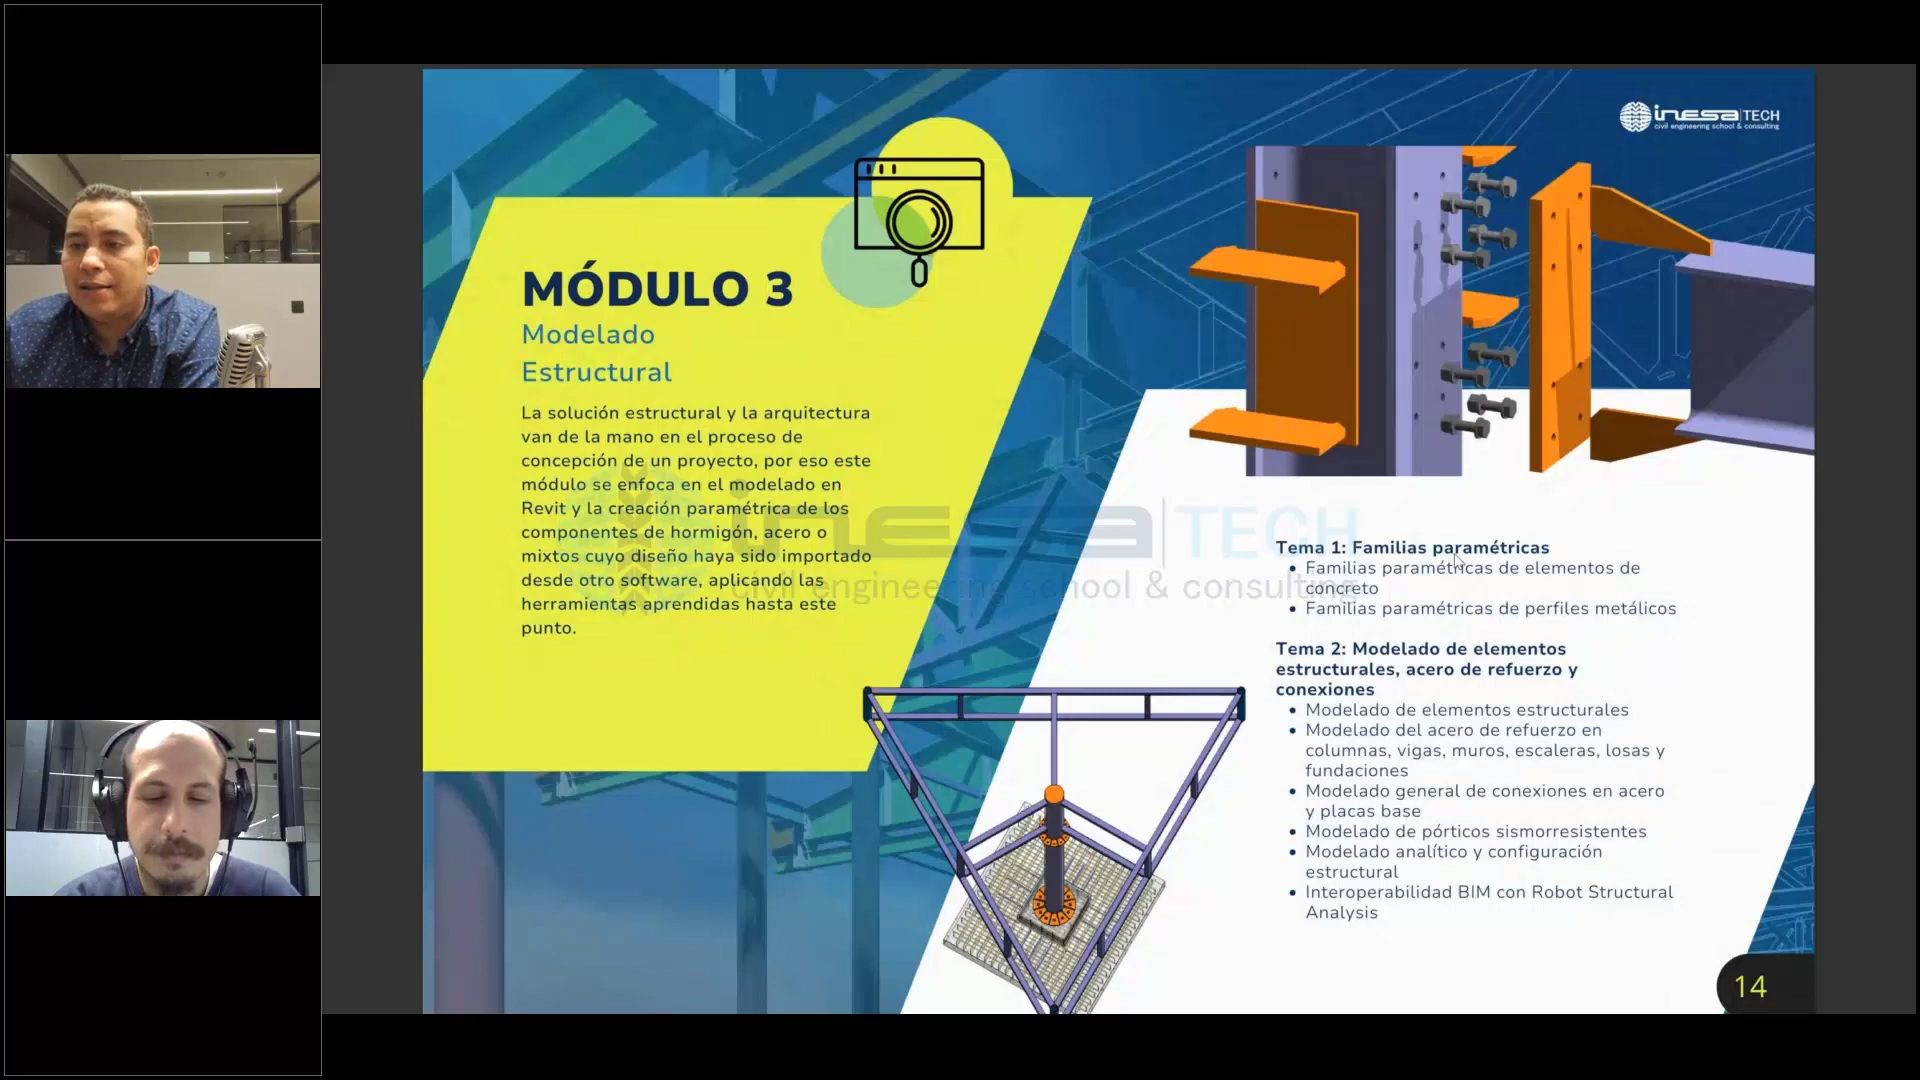 inesa TECH
civil engineering school & consulting
MÓDULO 3
Modelado
Estructural
La solución estructural y la arquitectura
van de la mano en el proceso de
concepción de un proyecto, por eso este
módulo se enfoca en el modelado en
Revit y la creación paramétrica de los
componentes de hormigón, acero o
mixtos cuyo diseño haya sido importado
desde otro software, aplicando las
herramientas aprendidas hasta este
punto.
inesa TECH
civil engineering school & consulting
Tema 1: Familias paramétricas
• Familias paramétricas de elementos de
concreto
• Familias paramétricas de perfiles metálicos
Tema 2: Modelado de elementos
estructurales, acero de refuerzo y
conexiones
• Modelado de elementos estructurales
• Modelado del acero de refuerzo en
columnas, vigas, muros, escaleras, losas y
fundaciones
• Modelado general de conexiones en acero
y placas base
• Modelado de pórticos sismorresistentes
• Modelado analítico y configuración
estructural
• Interoperabilidad BIM con Robot Structural
Analysis
14